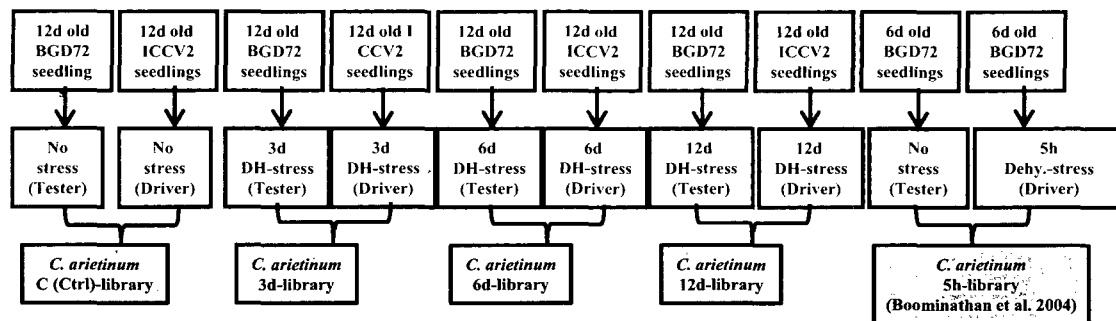 12d old
BGD72
seedling
12d old
ICCV2
seedlings
12d old
BGD72
seedlings
12d old I
CCV2
seedlings
12d old
BGD72
seedlings
12d old
ICCV2
seedlings
12d old
BGD72
seedlings
12d old
ICCV2
seedlings
6d old
BGD72
seedlings
6d old
BGD72
seedlings
No
stress
(Tester)
No
stress
(Driver)
3d
DH-stress
(Tester)
3d
DH-stress
(Driver)
6d
DH-stress
(Tester)
6d
DH-stress
(Driver)
12d
DH-stress
(Tester)
12d
DH-stress
(Driver)
No
stress
(Tester)
5h
Dehy.-stress
(Driver)
C. arietinum
C (Ctrl)-library
C. arietinum
3d-library
C. arietinum
6d-library
C. arietinum
12d-library
C. arietinum
5h-library
(Boominathan et al. 2004)